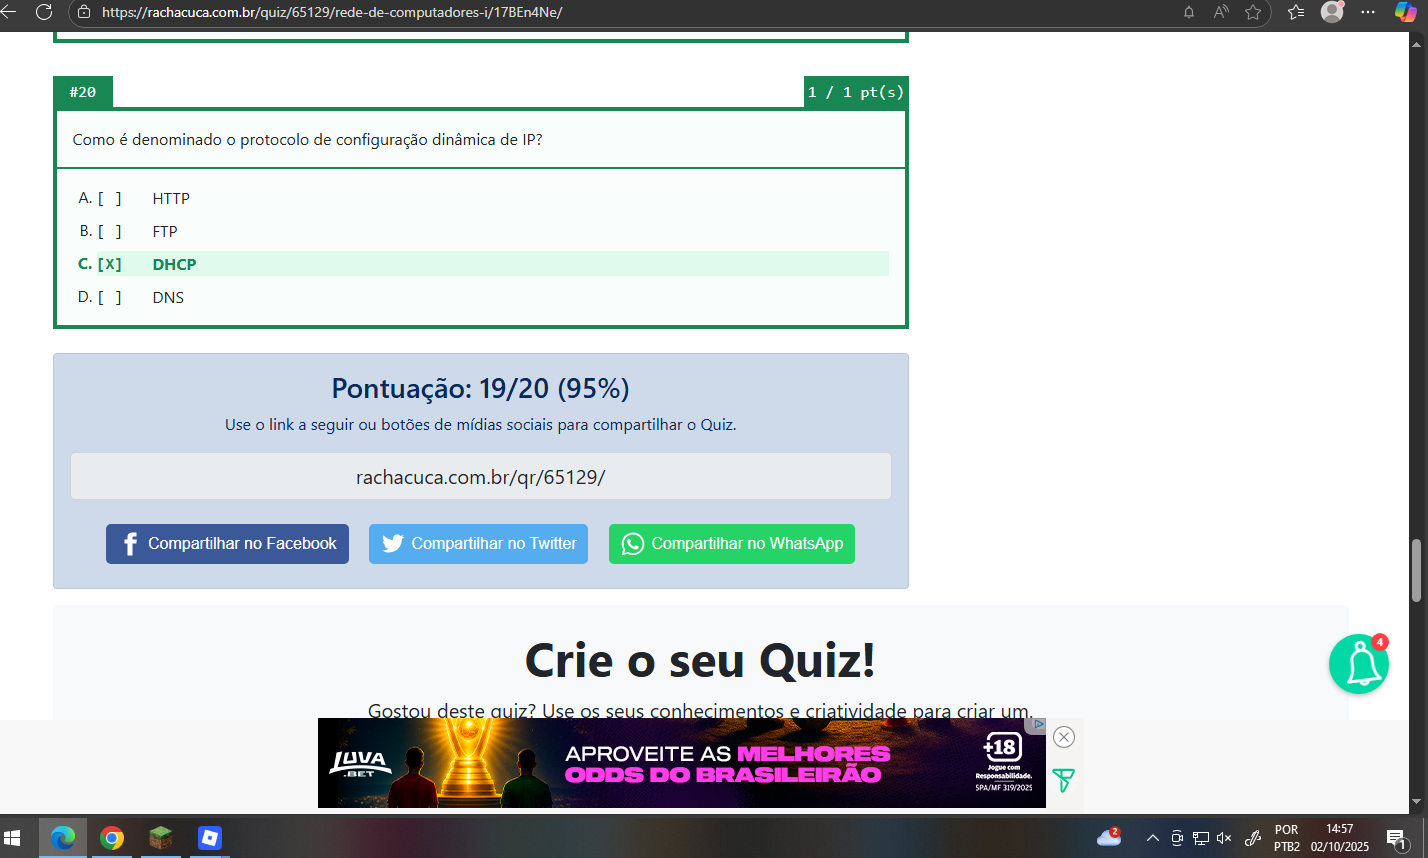 https://rachacuca.com.br/quiz/65129/rede-de-computadores-i/17BEn4Ne/
#20
1 / 1 pt(s)
Como é denominado o protocolo de configuração dinâmica de IP?
A. [ ] HTTP
B. [ ] FTP
C. [X] DHCP
D. [ ] DNS
Pontuação: 19/20 (95%)
Use o link a seguir ou botões de mídias sociais para compartilhar o Quiz.
rachacuca.com.br/qr/65129/
Compartilhar no Facebook
Compartilhar no Twitter
Compartilhar no WhatsApp
4
Crie o seu Quiz!
Gostou deste quiz? Use os seus conhecimentos e criatividade para criar um.
LUVA
.BET
APROVEITE AS MELHORES
ODDS DO BRASILEIRÃO
+18
Jogue com
Responsabilidade.
SPA/MF 319/2025
2
POR
PTB2
14:57
02/10/2025
1